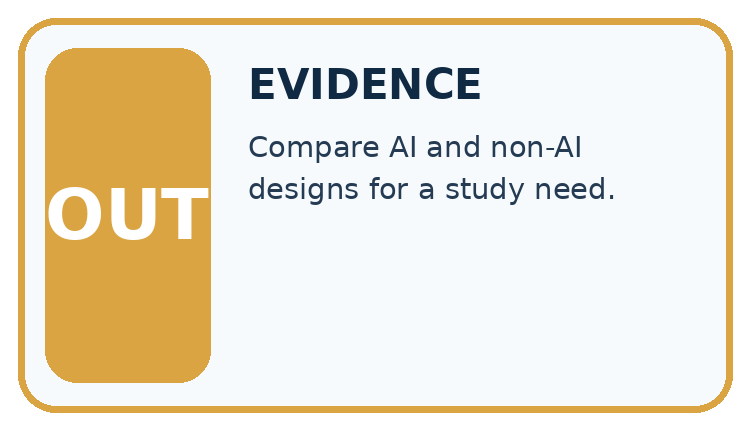 OUT
EVIDENCE
Compare AI and non-AI
designs for a study need.